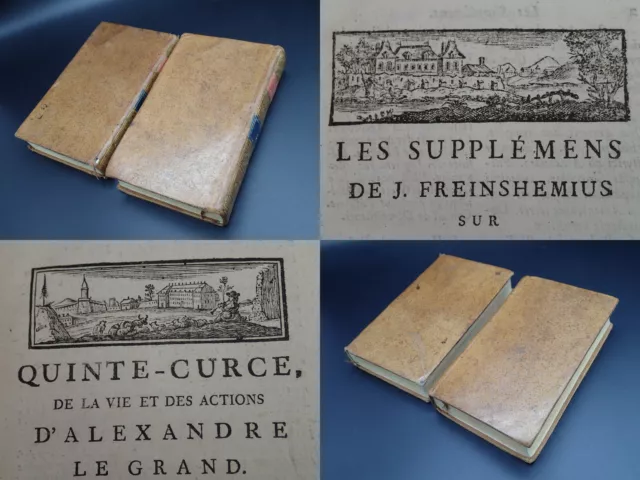 LES SUPPLÉMENS
DE J. FREINSHEMIUS
SUR
QUINTE-CURCE,
DE LA VIE ET DES ACTIONS
D'ALEXANDRE
LE GRAND.